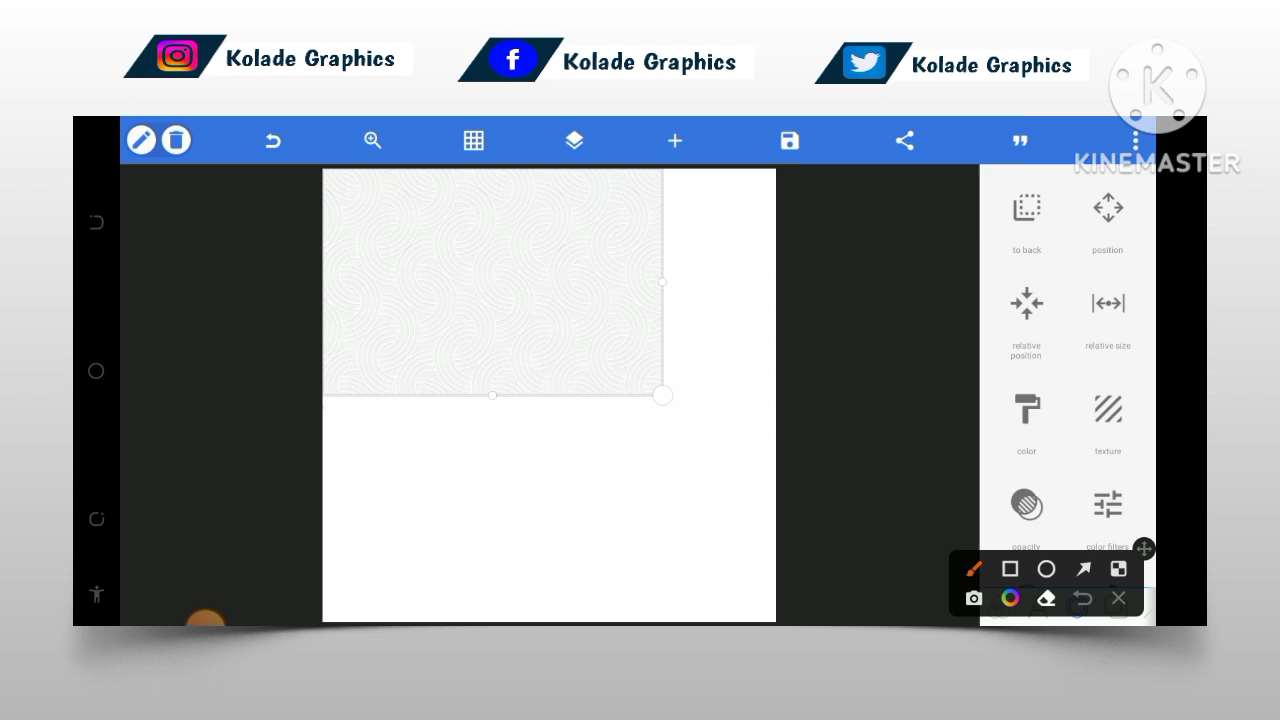 Kolade Graphics
Kolade Graphics
Kolade Graphics
KINEMASTER
to back
position
relative
position
relative size
color
texture
opacity
color filters